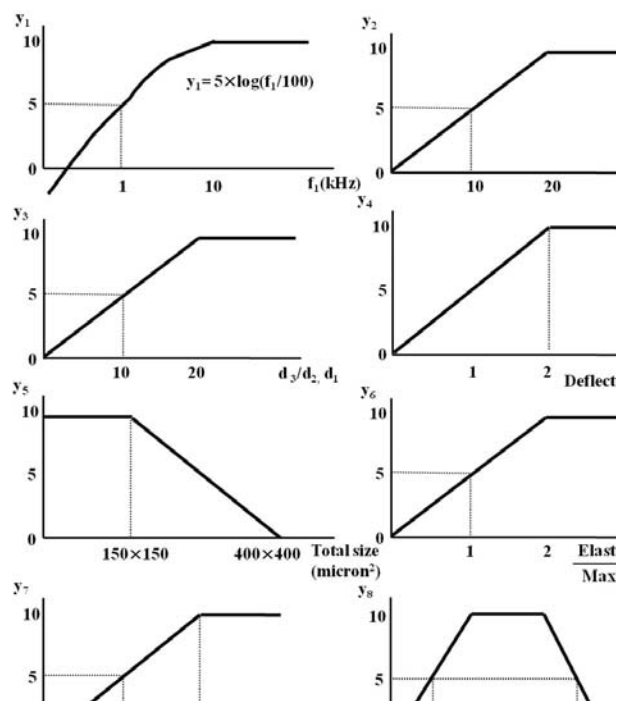 y1
10
5
0
y1= 5×log(f1/100)
1 10 f1(kHz)
y2
10
5
0
10 20
y3
10
5
0
10 20 d3/d2, d1
y4
10
5
0
1 2 Deflect
y5
10
5
0
150×150 400×400 Total size
(micron²)
y6
10
5
0
1 2 Elast
Max
y7
10
5
y8
10
5